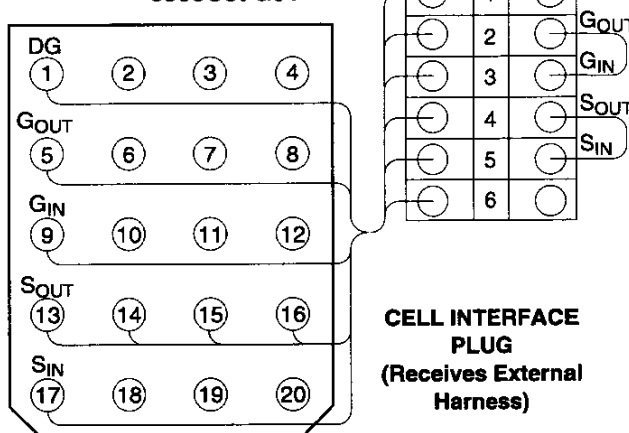 DG
1 2 3 4
GOUT
5 6 7 8
GIN
9 10 11 12
SOUT
13 14 15 16
SIN
17 18 19 20
2 GOUT
3 GIN
4 SOUT
5 SIN
6
CELL INTERFACE
PLUG
(Receives External
Harness)